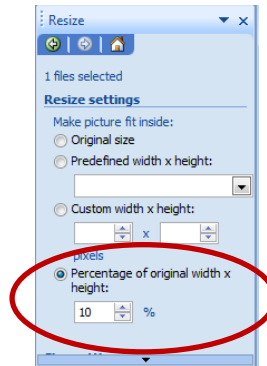 Resize
1 files selected
Resize settings
Make picture fit inside:
Original size
Predefined width x height:
Custom width x height:
x
pixels
Percentage of original width x
height:
10 %